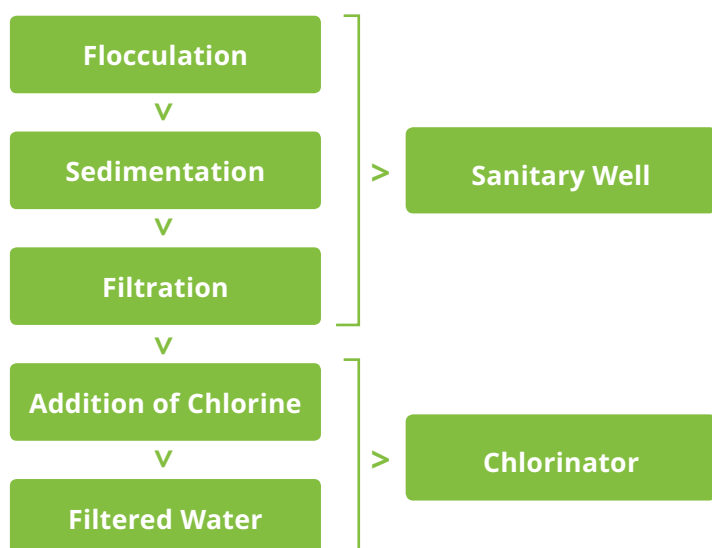 Flocculation
Sedimentation
Sanitary Well
Filtration
Addition of Chlorine
Chlorinator
Filtered Water